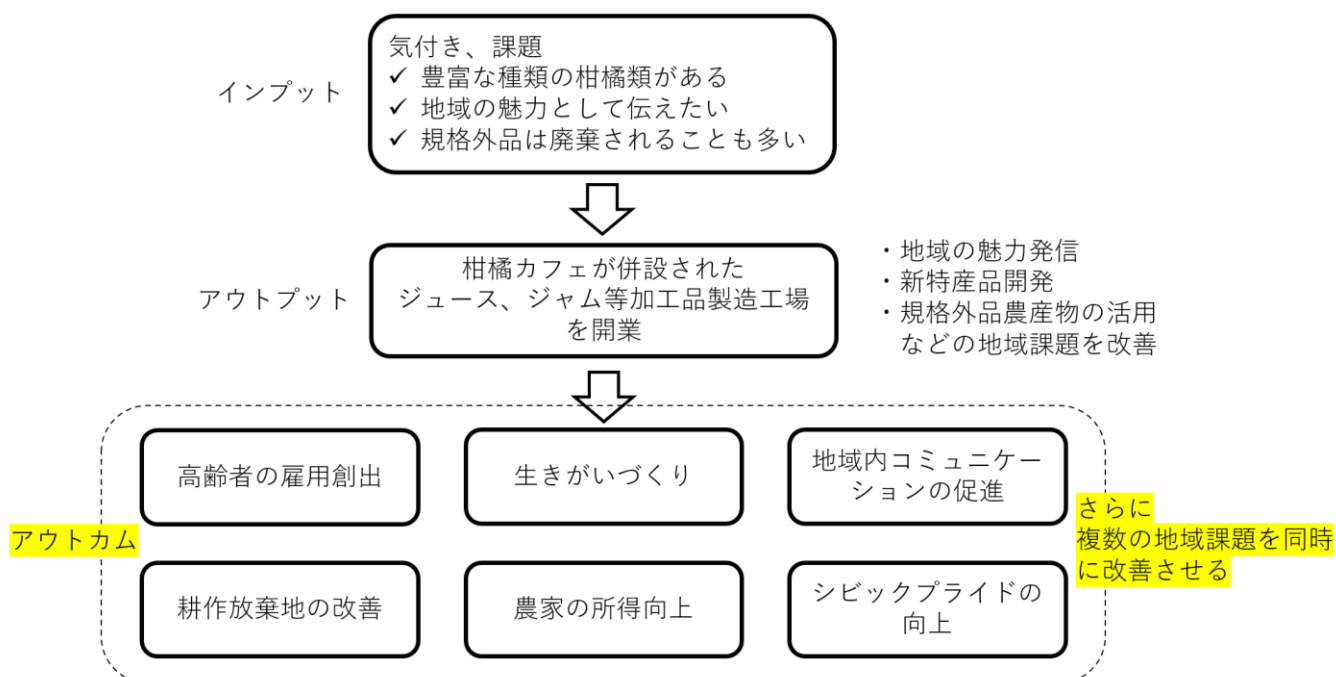 インプット
気付き、課題
✓ 豊富な種類の柑橘類がある
✓ 地域の魅力として伝えたい
✓ 規格外品は廃棄されることも多い
アウトプット
柑橘カフェが併設された
ジュース、ジャム等加工品製造工場
を開業
・地域の魅力発信
・新特産品開発
・規格外品農産物の活用
などの地域課題を改善
アウトカム
高齢者の雇用創出
生きがいづくり
地域内コミュニケー
ションの促進
耕作放棄地の改善
農家の所得向上
シビックプライドの
向上
さらに
複数の地域課題を同時
に改善させる